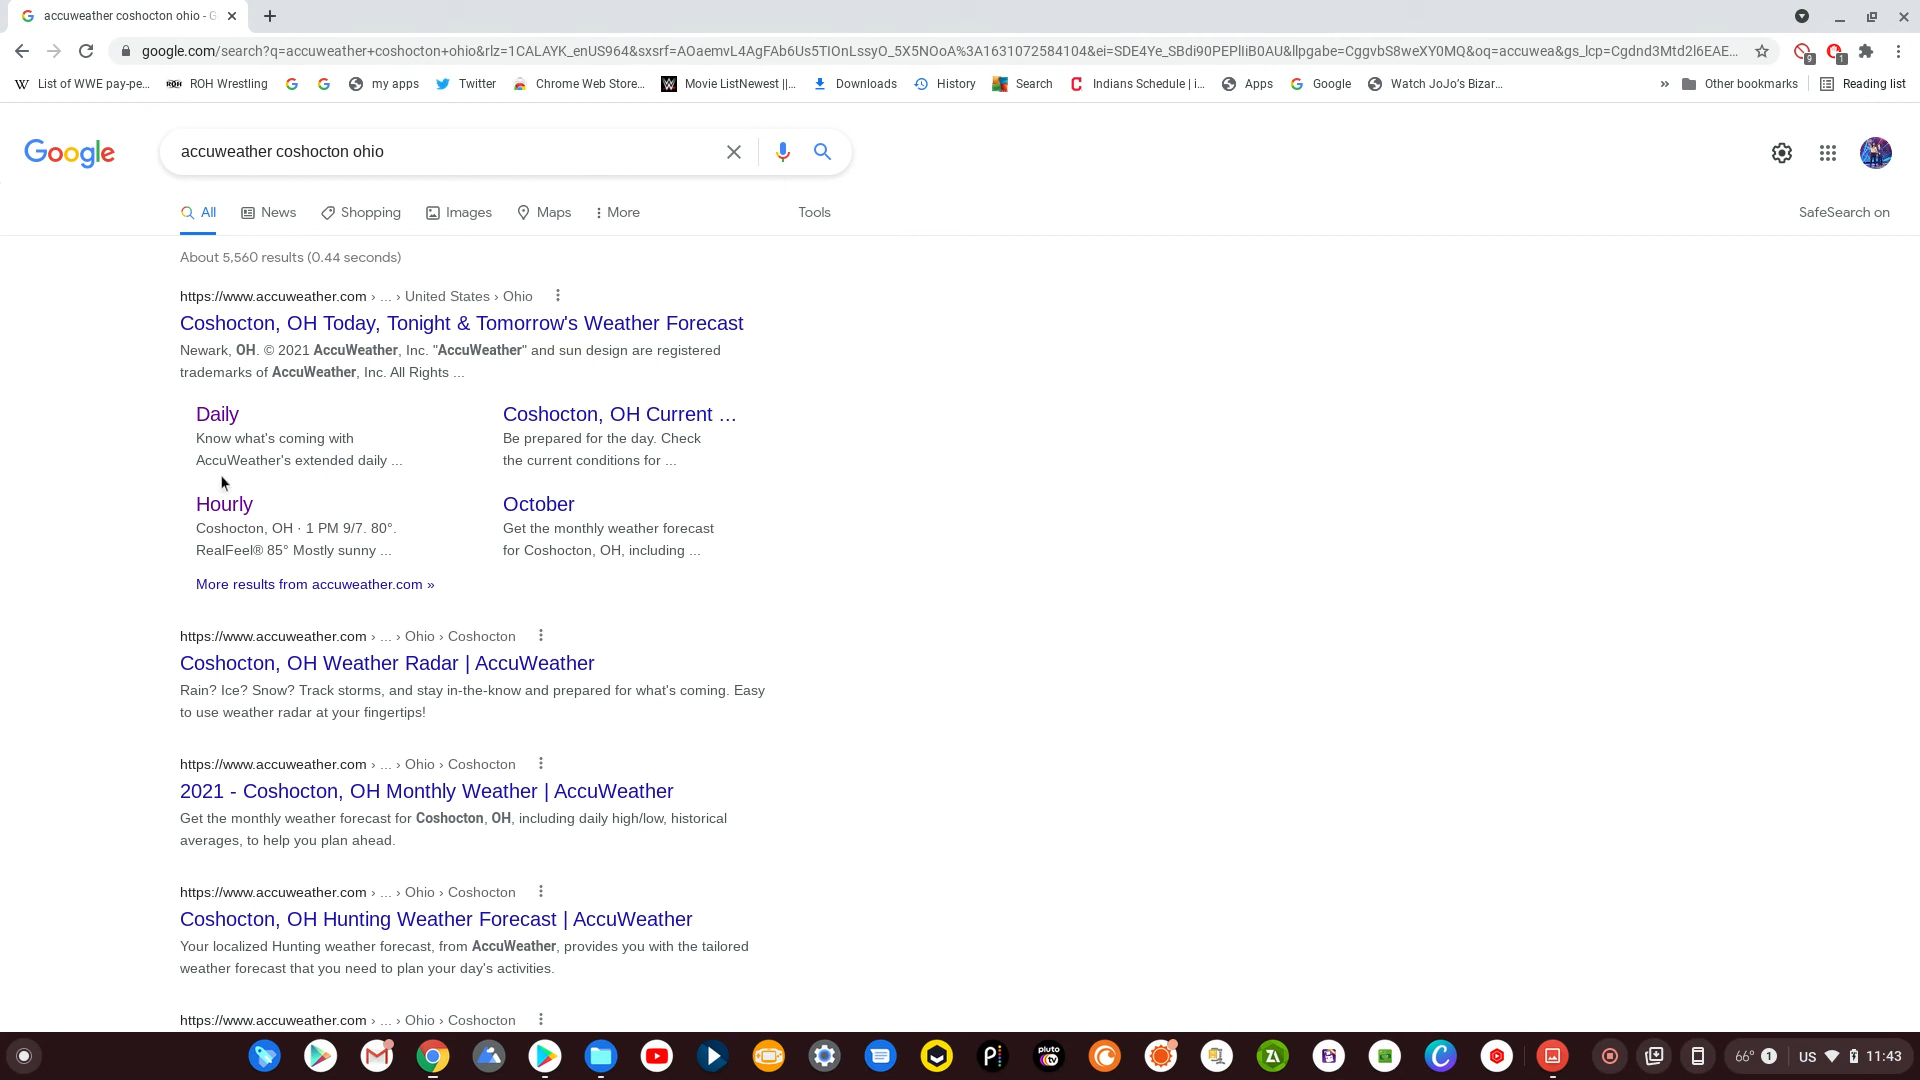 accuweather coshocton ohio - G
google.com/search?q=accuweather+coshocton+ohio&rlz=1CALAYK_enUS964&sxsrf=AOaemvL4AgFAb6Us5TIOnLssyO_5X5NOoA%3A1631072584104&ei=SDE4Ye_SBdi90PEPlIiB0AU&llpgabe=CggvbS8weXY0MQ&oq=accuwea&gs_lcp=Cgdnd3Mtd2l6EAE...
9
1
List of WWE pay-pe...
ROH Wrestling
my apps
Twitter
Chrome Web Store...
Movie ListNewest ||...
Downloads
History
Search
Indians Schedule | i...
Apps
Google
Watch JoJo's Bizar...
»
Other bookmarks
Reading list
Google
accuweather coshocton ohio
All
News
Shopping
Images
Maps
More
Tools
SafeSearch on
About 5,560 results (0.44 seconds)
https://www.accuweather.com › ... › United States › Ohio
Coshocton, OH Today, Tonight & Tomorrow's Weather Forecast
Newark, OH. © 2021 AccuWeather, Inc. "AccuWeather" and sun design are registered
trademarks of AccuWeather, Inc. All Rights ...
Daily
Know what's coming with
AccuWeather's extended daily ...
Coshocton, OH Current ...
Be prepared for the day. Check
the current conditions for ...
Hourly
Coshocton, OH · 1 PM 9/7. 80°.
RealFeel® 85° Mostly sunny ...
October
Get the monthly weather forecast
for Coshocton, OH, including ...
More results from accuweather.com »
https://www.accuweather.com › ... › Ohio › Coshocton
Coshocton, OH Weather Radar | AccuWeather
Rain? Ice? Snow? Track storms, and stay in-the-know and prepared for what's coming. Easy
to use weather radar at your fingertips!
https://www.accuweather.com › ... › Ohio › Coshocton
2021 - Coshocton, OH Monthly Weather | AccuWeather
Get the monthly weather forecast for Coshocton, OH, including daily high/low, historical
averages, to help you plan ahead.
https://www.accuweather.com › ... › Ohio › Coshocton
Coshocton, OH Hunting Weather Forecast | AccuWeather
Your localized Hunting weather forecast, from AccuWeather, provides you with the tailored
weather forecast that you need to plan your day's activities.
https://www.accuweather.com › ... › Ohio › Coshocton
pluto tv
66° 1
US
11:43